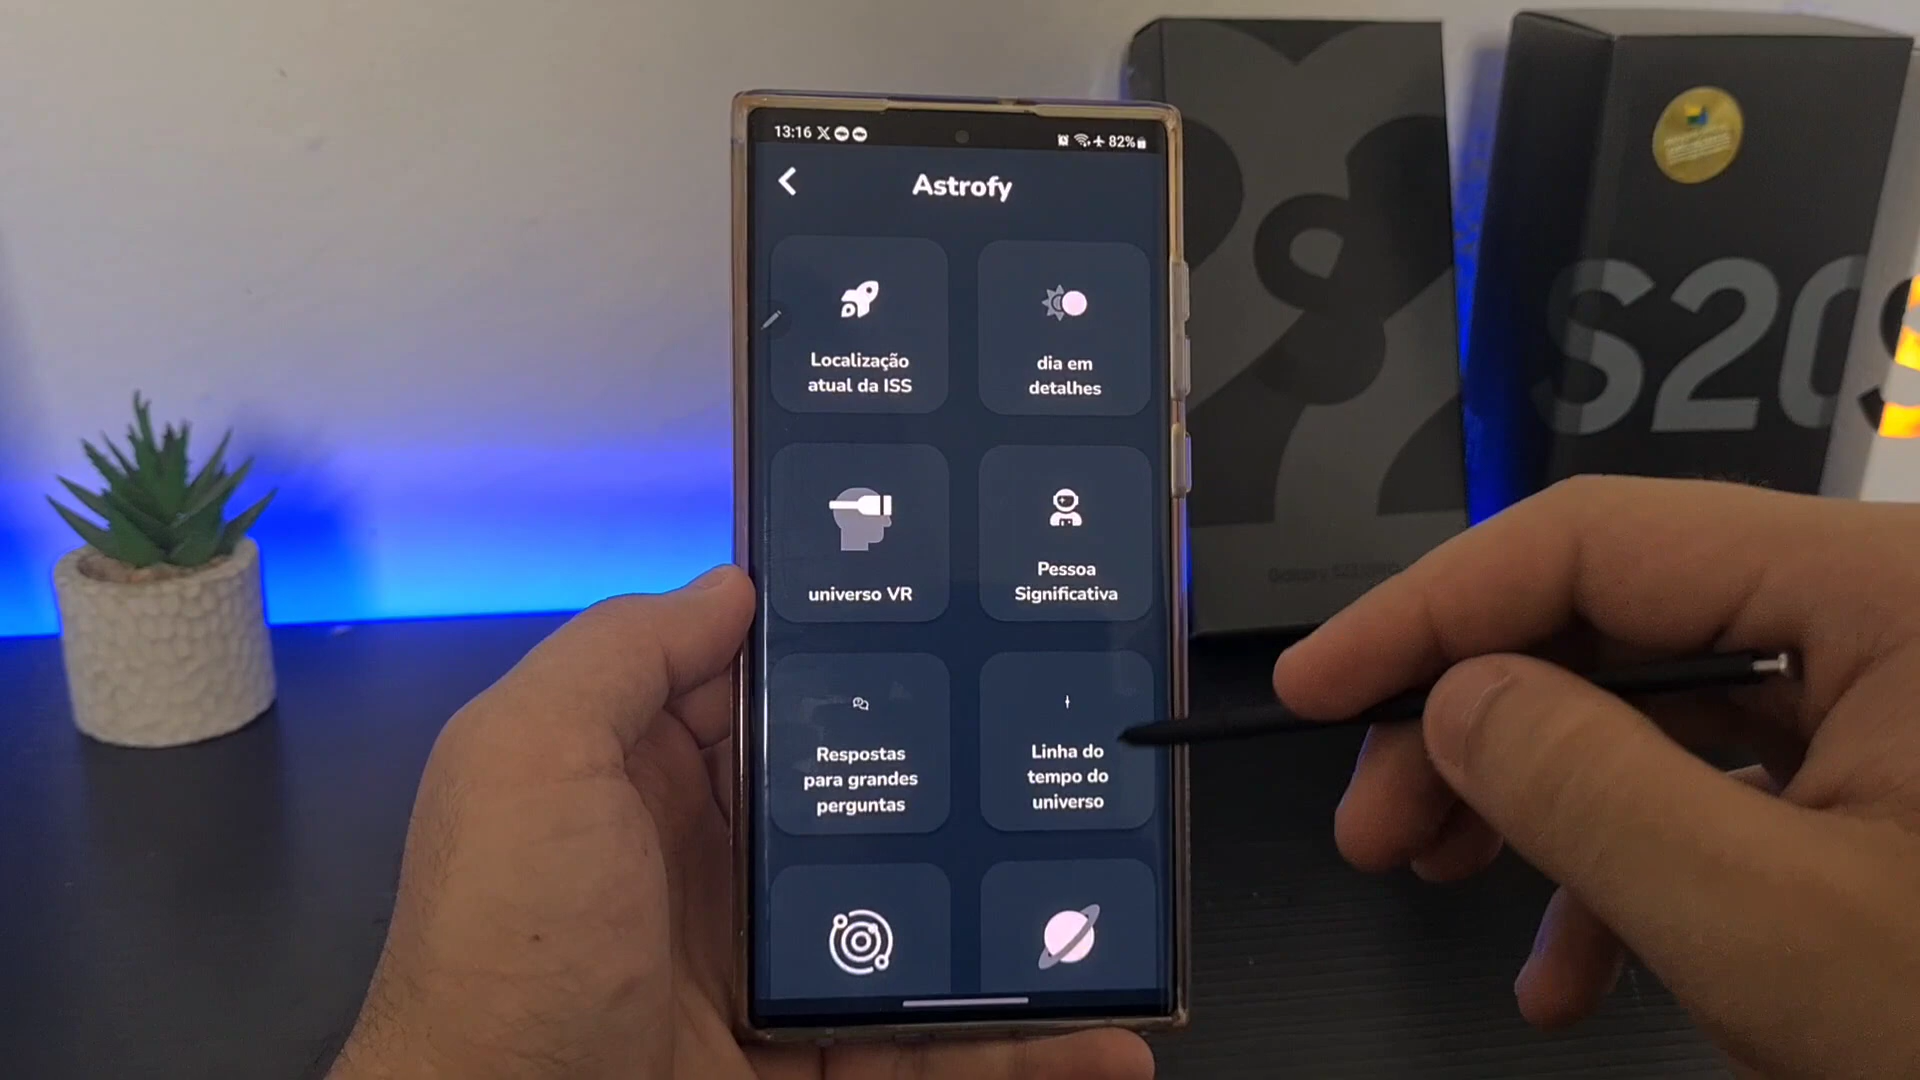 13:16
82%
Astrofy
Localização
atual da ISS
dia em
detalhes
universo VR
Pessoa
Significativa
Respostas
para grandes
perguntas
Linha do
tempo do
universo
S20